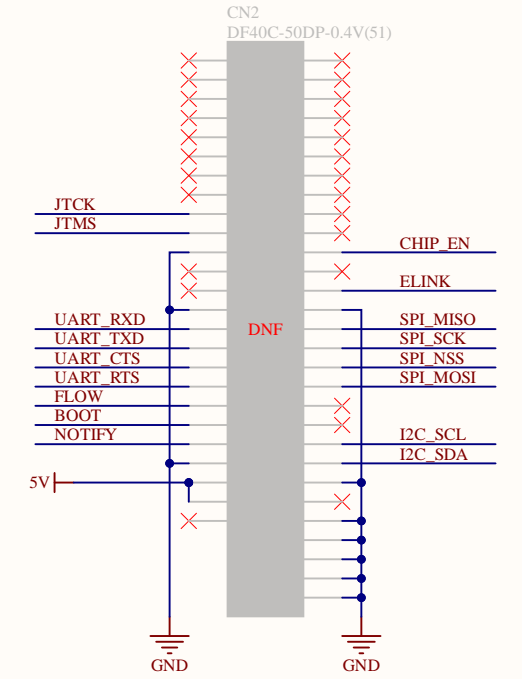 CN2
DF40C-50DP-0.4V(51)
JTCK
JTMS
CHIP_EN
ELINK
DNF
UART_RXD
SPI_MISO
UART_TXD
SPI_SCK
UART_CTS
SPI_NSS
UART_RTS
SPI_MOSI
FLOW
BOOT
NOTIFY
I2C_SCL
I2C_SDA
5V
GND
GND